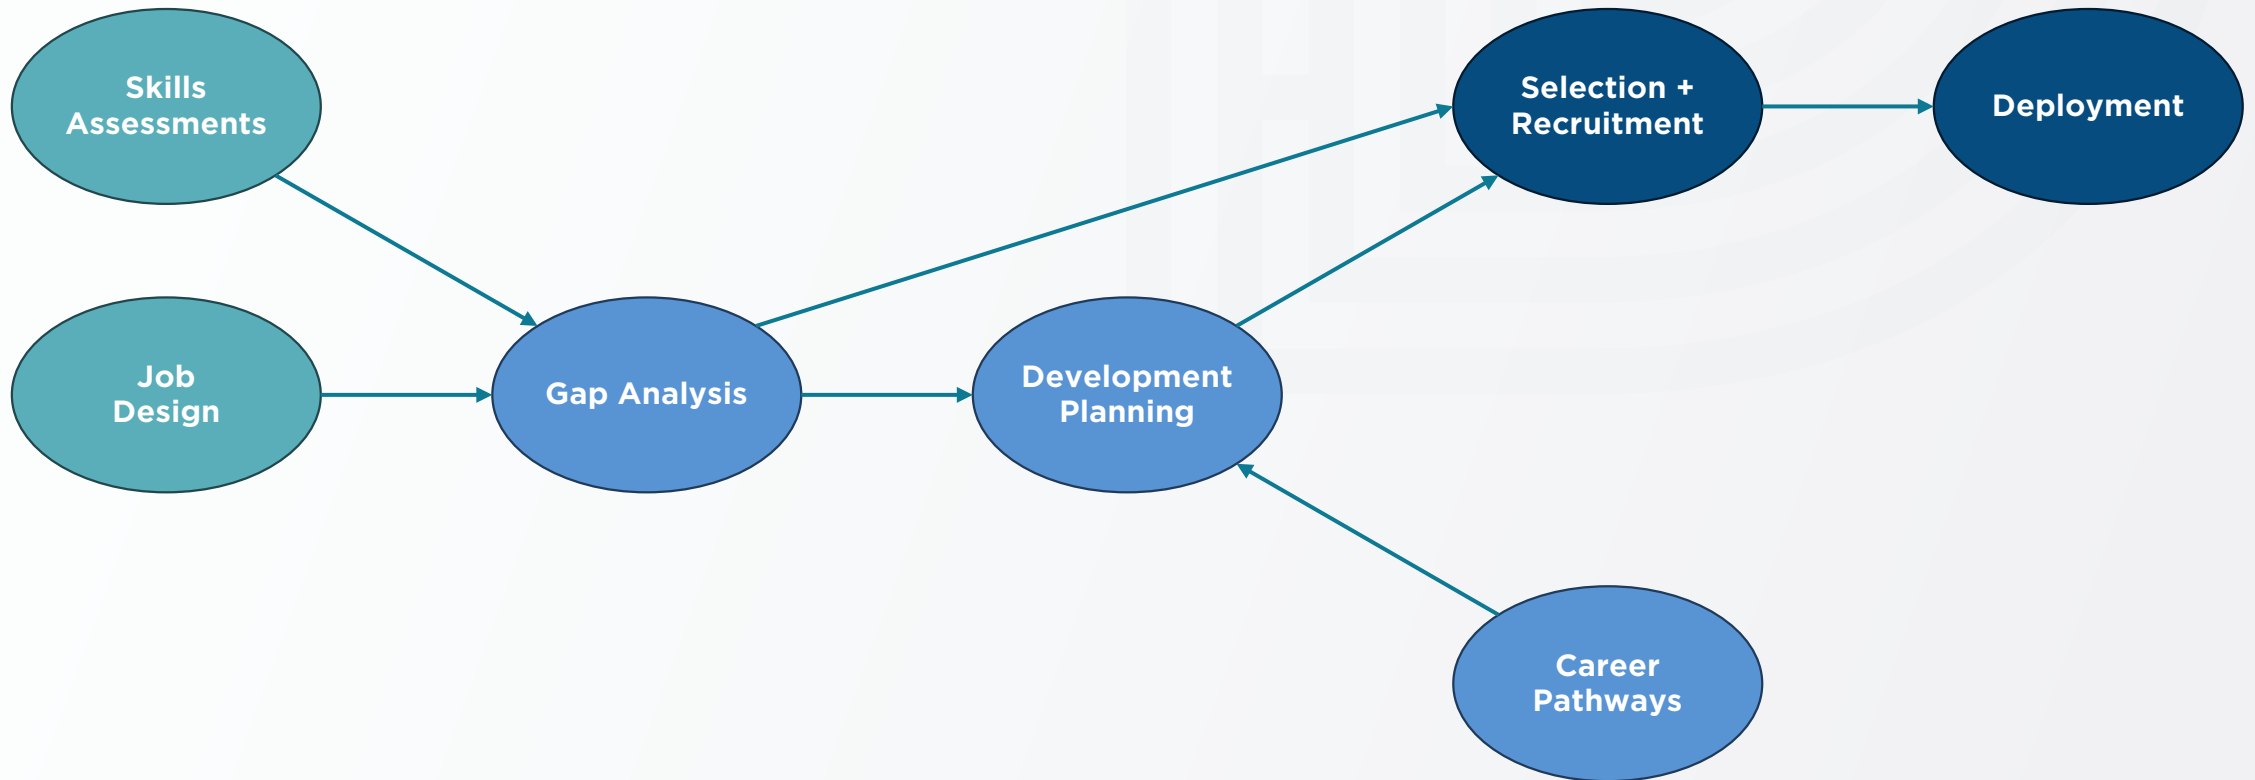 Skills
Assessments
Selection +
Recruitment
Deployment
Job
Design
Gap Analysis
Development
Planning
Career
Pathways